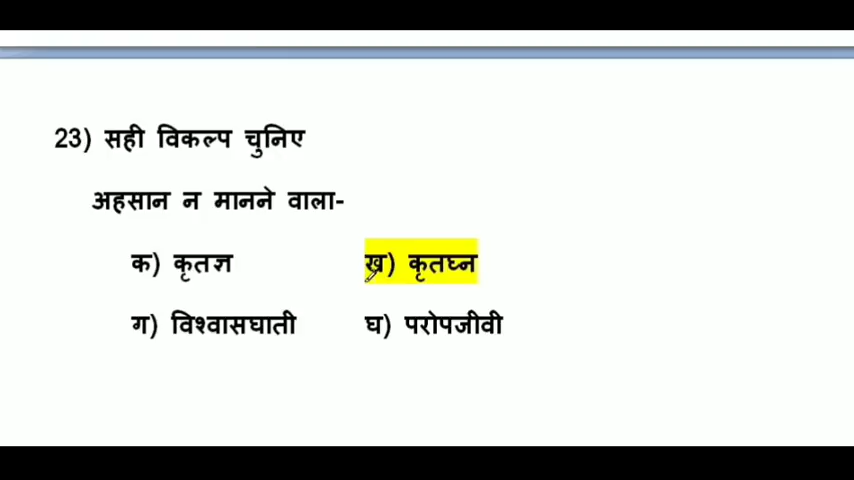 23) सही विकल्प चुनिए
अहसान न मानने वाला-
क) कृतज्ञ ख) कृतघ्न
ग) विश्वासघाती घ) परोपजीवी